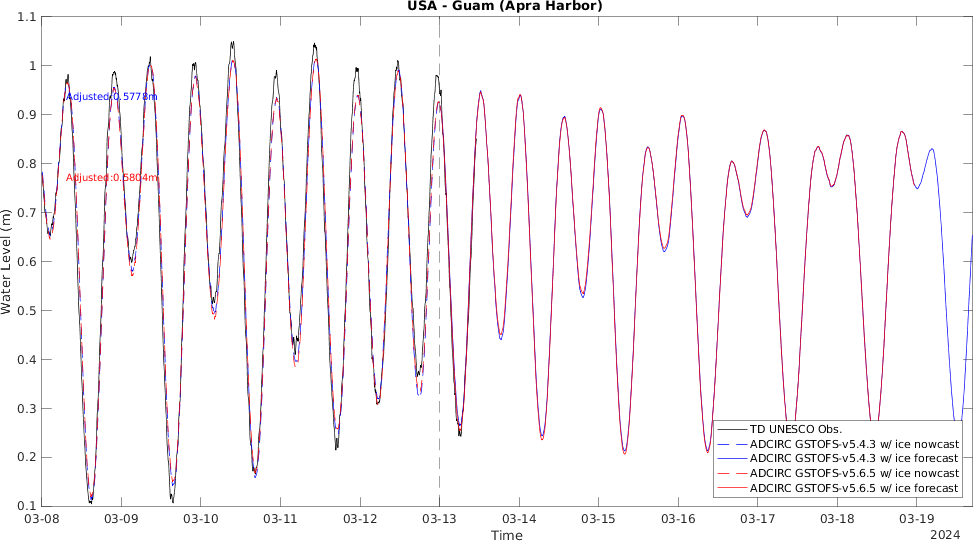 USA - Guam (Apra Harbor)
1.1
1
0.9
0.8
0.7
0.6
0.5
0.4
0.3
0.2
0.1
Water Level (m)
Adjusted:0.5778m
Adjusted:0.5804m
TD UNESCO Obs.
ADCIRC GSTOFS-v5.4.3 w/ ice nowcast
ADCIRC GSTOFS-v5.4.3 w/ ice forecast
ADCIRC GSTOFS-v5.6.5 w/ ice nowcast
ADCIRC GSTOFS-v5.6.5 w/ ice forecast
03-08 03-09 03-10 03-11 03-12 03-13 03-14 03-15 03-16 03-17 03-18 03-19
Time
2024